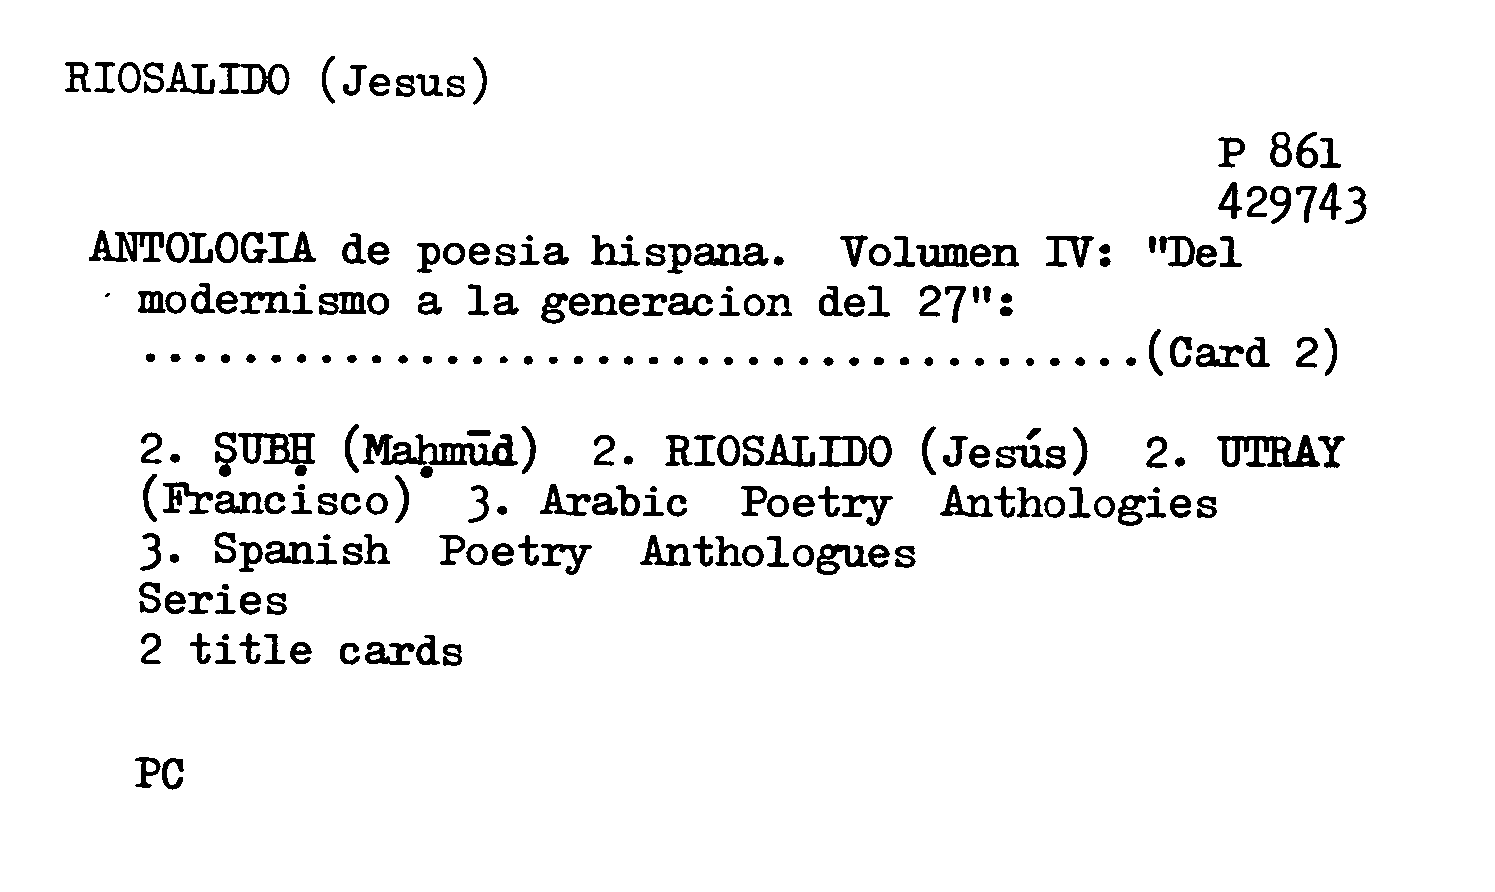 RIOSALIDO (Jesus)
P 861
429743
ANTOLOGIA de poesia hispana. Volumen IV: "Del
modernismo a la generacion del 27":
........................................(Card 2)
2. ṢUBḤ (Maḥmūd) 2. RIOSALIDO (Jesús) 2. UTRAY
(Francisco) 3. Arabic Poetry Anthologies
3. Spanish Poetry Anthologues
Series
2 title cards
PC